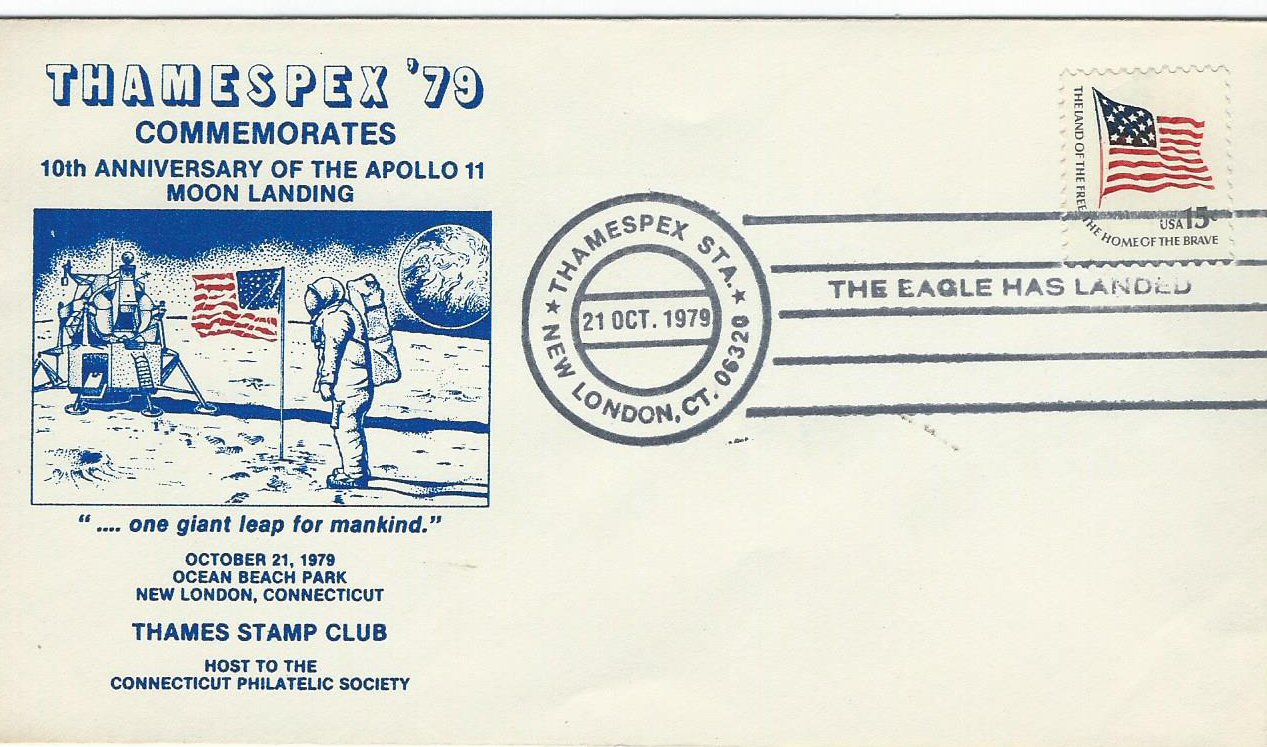 THAMESPEX '79
COMMEMORATES
10th ANNIVERSARY OF THE APOLLO 11
MOON LANDING
" .... one giant leap for mankind."
OCTOBER 21, 1979
OCEAN BEACH PARK
NEW LONDON, CONNECTICUT
THAMES STAMP CLUB
HOST TO THE
CONNECTICUT PHILATELIC SOCIETY
★ THAMESPEX STA. ★
21 OCT. 1979
NEW LONDON, CT. 06320
THE EAGLE HAS LANDED
THE LAND OF THE FREE
THE HOME OF THE BRAVE
USA 15c